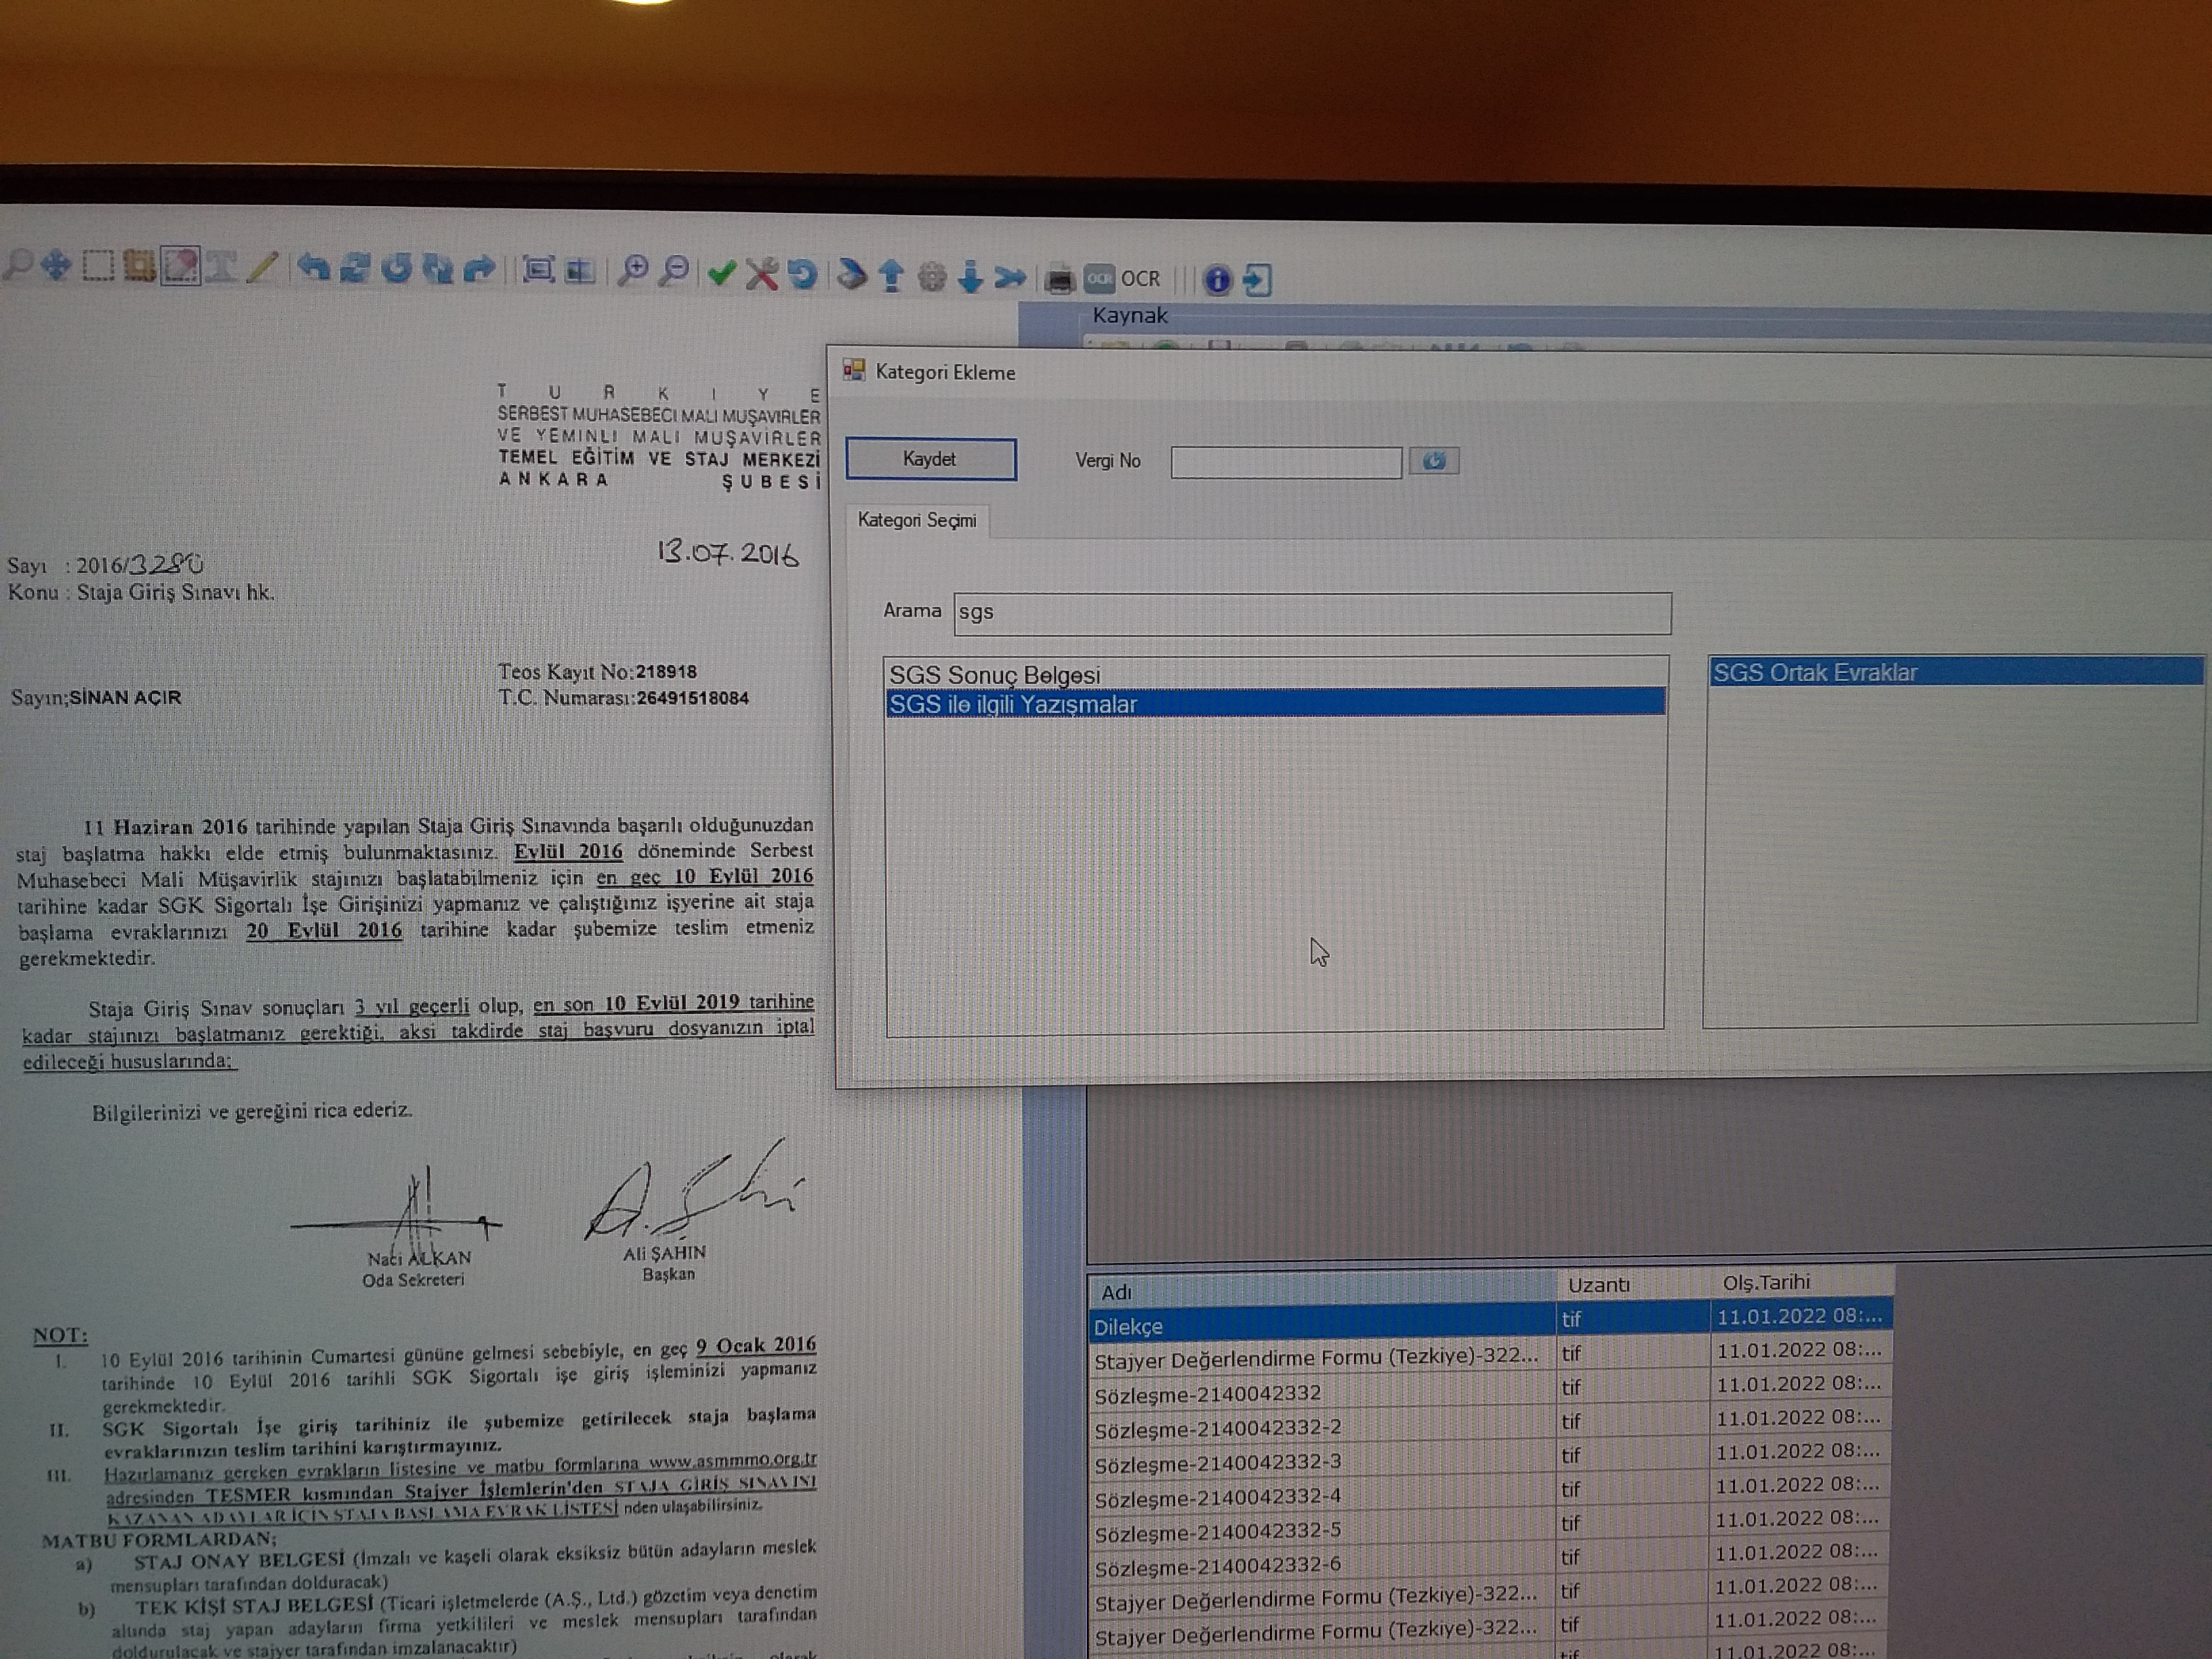 OCR OCR
Kaynak
T U R K I Y E
SERBEST MUHASEBECI MALI MUŞAVIRLER
VE YEMINLI MALI MUŞAVİRLER
TEMEL EĞİTİM VE STAJ MERKEZİ
ANKARA ŞUBESİ
13.07.2016
Sayı : 2016/3280
Konu : Staja Giriş Sınavı hk.
Teos Kayıt No:218918
Sayın;SİNAN AÇIR T.C. Numarası:26491518084
11 Haziran 2016 tarihinde yapılan Staja Giriş Sınavında başarılı olduğunuzdan
staj başlatma hakkı elde etmiş bulunmaktasınız. Eylül 2016 döneminde Serbest
Muhasebeci Mali Müşavirlik stajınızı başlatabilmeniz için en geç 10 Eylül 2016
tarihine kadar SGK Sigortalı İşe Girişinizi yapmanız ve çalıştığınız işyerine ait staja
başlama evraklarınızı 20 Eylül 2016 tarihine kadar şubemize teslim etmeniz
gerekmektedir.
Staja Giriş Sınav sonuçları 3 yıl geçerli olup, en son 10 Eylül 2019 tarihine
kadar stajınızı başlatmanız gerektiği, aksi takdirde staj başvuru dosyanızın iptal
edileceği hususlarında;
Bilgilerinizi ve gereğini rica ederiz.
Naci ALKAN
Oda Sekreteri
Ali ŞAHIN
Başkan
NOT:
I. 10 Eylül 2016 tarihinin Cumartesi gününe gelmesi sebebiyle, en geç 9 Ocak 2016
tarihinde 10 Eylül 2016 tarihli SGK Sigortalı işe giriş işleminizi yapmanız
gerekmektedir.
II. SGK Sigortalı İşe giriş tarihiniz ile şubemize getirilecek staja başlama
evraklarınızın teslim tarihini karıştırmayınız.
III. Hazırlamanız gereken evrakların listesine ve matbu formlarına www.asmmmo.org.tr
adresinden TESMER kısmından Stajyer İşlemlerin'den STAJA GİRİŞ SINAVINI
KAZANAN ADAYLAR İÇİN STAJA BAŞLAMA EVRAK LİSTESİ nden ulaşabilirsiniz.
MATBU FORMLARDAN;
a) STAJ ONAY BELGESİ (İmzalı ve kaşeli olarak eksiksiz bütün adayların meslek
mensupları tarafından dolduracak)
b) TEK KİŞİ STAJ BELGESİ (Ticari işletmelerde (A.Ş., Ltd.) gözetim veya denetim
altında staj yapan adayların firma yetkilileri ve meslek mensupları tarafından
doldurulacak ve stajyer tarafından imzalanacaktır)
Kategori Ekleme
Kaydet Vergi No
Kategori Seçimi
Arama sgs
SGS Sonuç Belgesi
SGS ile ilgili Yazışmalar
SGS Ortak Evraklar
Adı Uzantı Olş.Tarihi
Dilekçe tif 11.01.2022 08:...
Stajyer Değerlendirme Formu (Tezkiye)-322... tif 11.01.2022 08:...
Sözleşme-2140042332 tif 11.01.2022 08:...
Sözleşme-2140042332-2 tif 11.01.2022 08:...
Sözleşme-2140042332-3 tif 11.01.2022 08:...
Sözleşme-2140042332-4 tif 11.01.2022 08:...
Sözleşme-2140042332-5 tif 11.01.2022 08:...
Sözleşme-2140042332-6 tif 11.01.2022 08:...
Stajyer Değerlendirme Formu (Tezkiye)-322... tif 11.01.2022 08:...
Stajyer Değerlendirme Formu (Tezkiye)-322... tif 11.01.2022 08:...
tif 11.01.2022 08:...